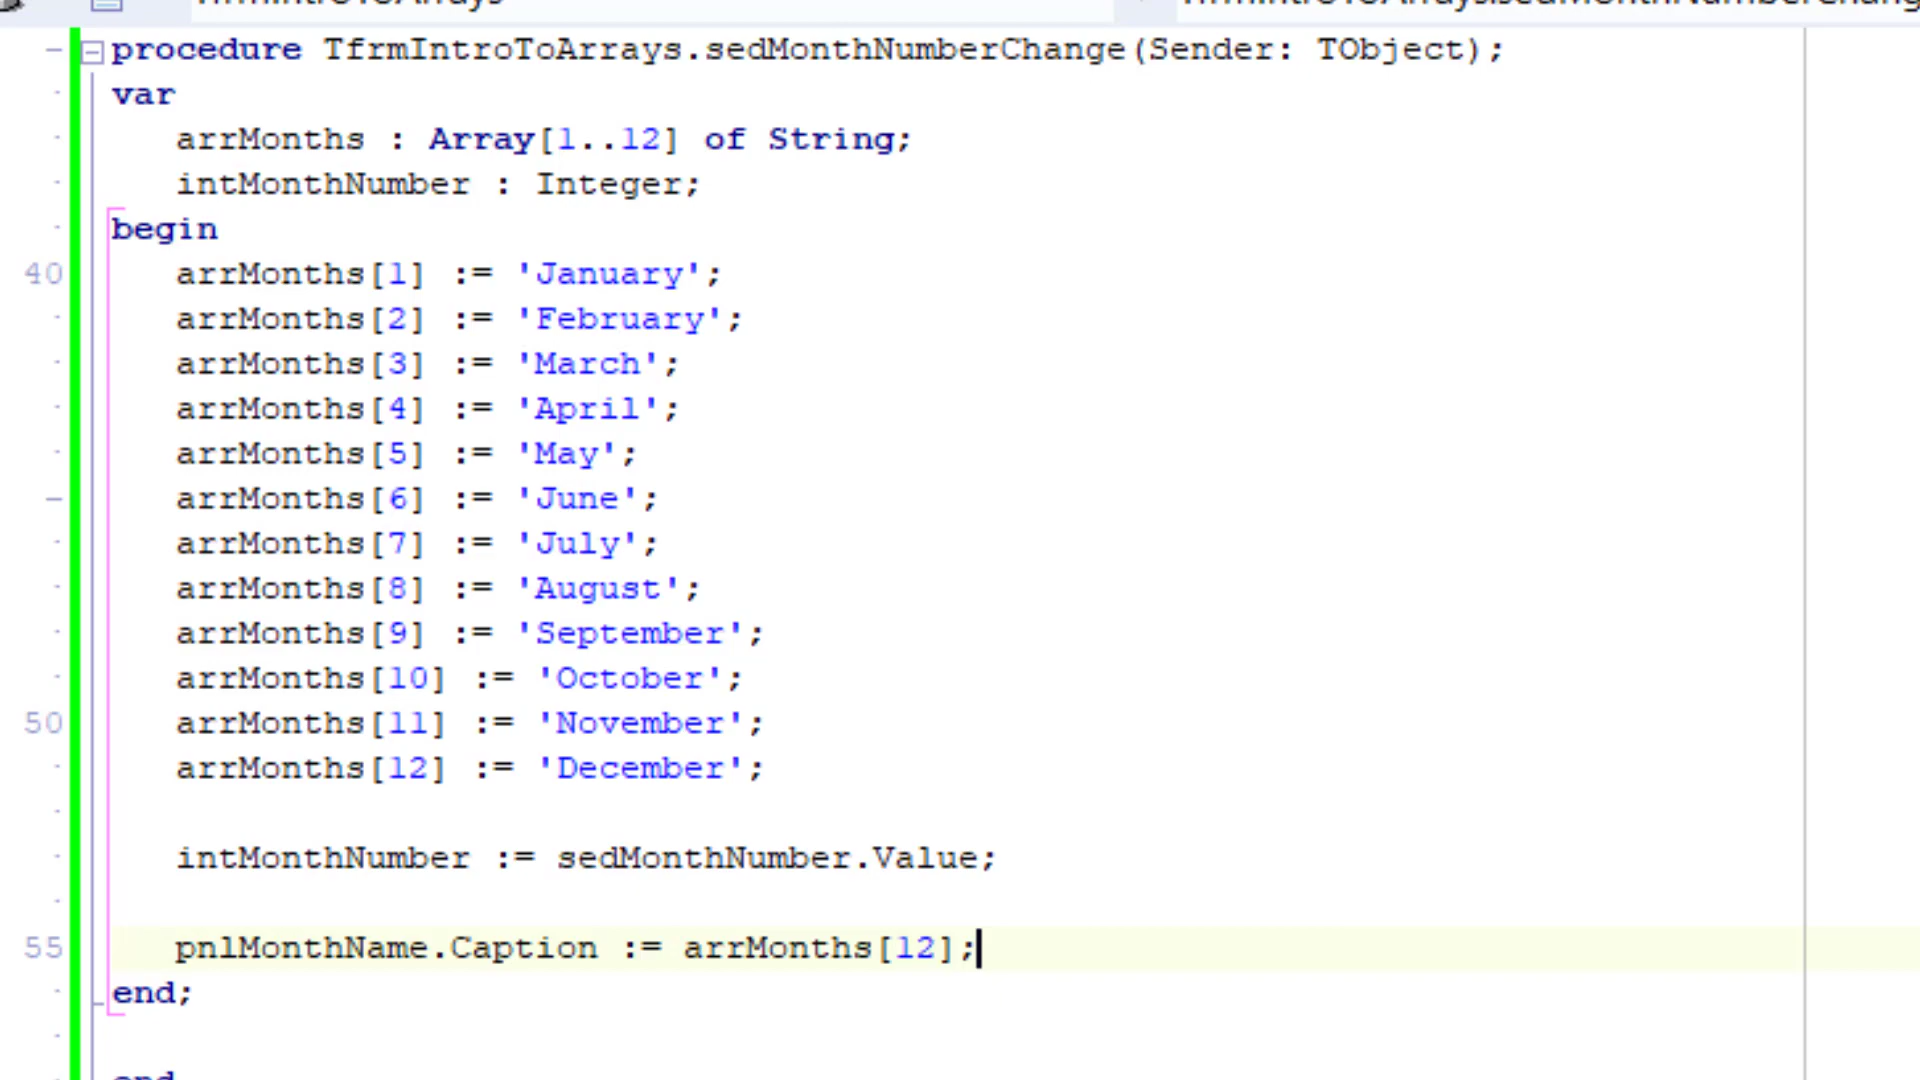 procedure TfrmIntroToArrays.sedMonthNumberChange(Sender: TObject);
var
arrMonths : Array[1..12] of String;
intMonthNumber : Integer;
begin
40 arrMonths[1] := 'January';
arrMonths[2] := 'February';
arrMonths[3] := 'March';
arrMonths[4] := 'April';
arrMonths[5] := 'May';
arrMonths[6] := 'June';
arrMonths[7] := 'July';
arrMonths[8] := 'August';
arrMonths[9] := 'September';
arrMonths[10] := 'October';
50 arrMonths[11] := 'November';
arrMonths[12] := 'December';
intMonthNumber := sedMonthNumber.Value;
55 pnlMonthName.Caption := arrMonths[12];
end;